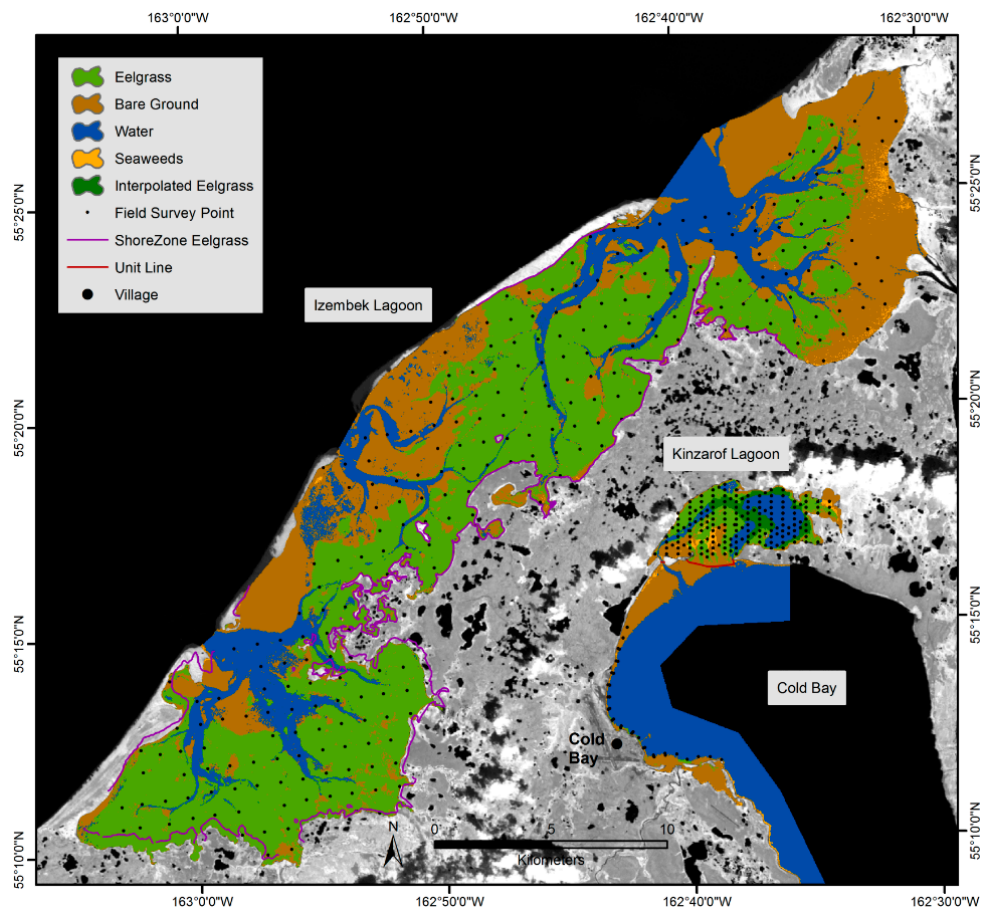 163°0'0"W
162°50'0"W
162°40'0"W
162°30'0"W
Eelgrass
Bare Ground
Water
Seaweeds
Interpolated Eelgrass
Field Survey Point
ShoreZone Eelgrass
Unit Line
Village
55°25'0"N
55°25'0"N
Izembek Lagoon
55°20'0"N
55°20'0"N
Kinzarof Lagoon
55°15'0"N
55°15'0"N
Cold Bay
Cold
Bay
N
0 5 10
Kilometers
55°10'0"N
55°10'0"N
163°0'0"W
162°50'0"W
162°40'0"W
162°30'0"W